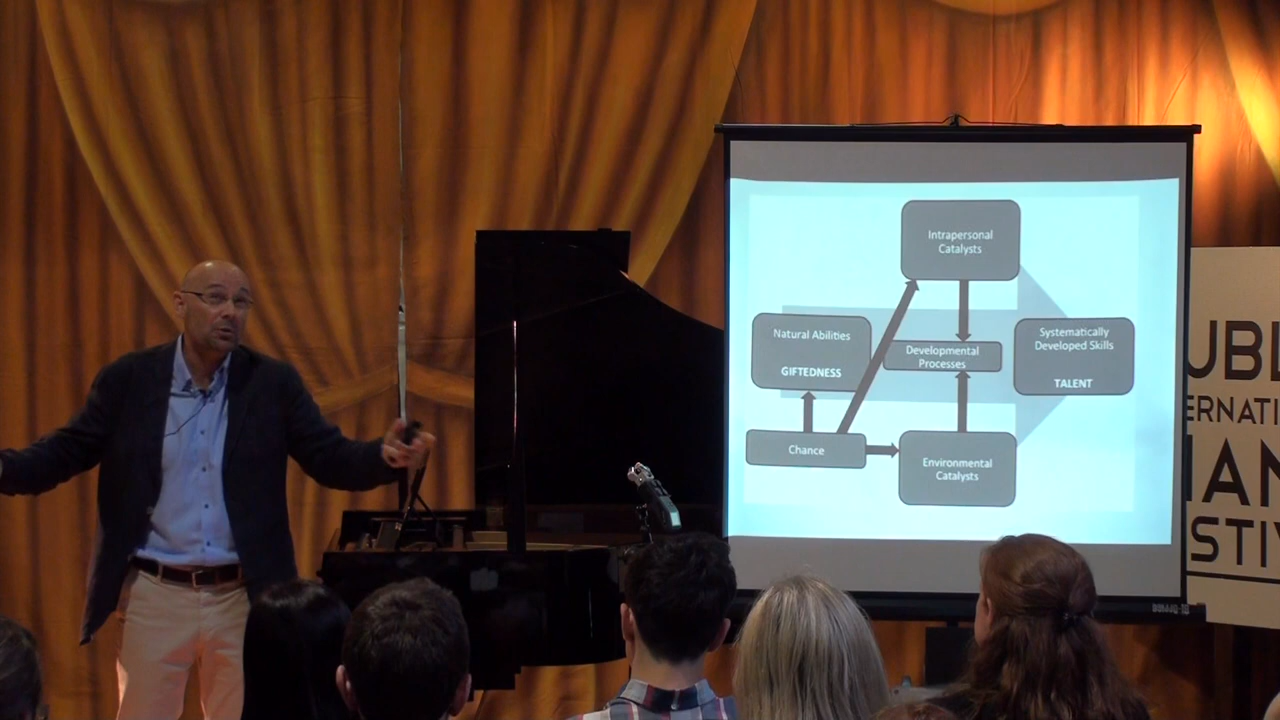 Intrapersonal
Catalysts
Natural Abilities
GIFTEDNESS
Developmental
Processes
Systematically
Developed Skills
TALENT
Chance
Environmental
Catalysts
UBL
ERNATI
IAN
STIV